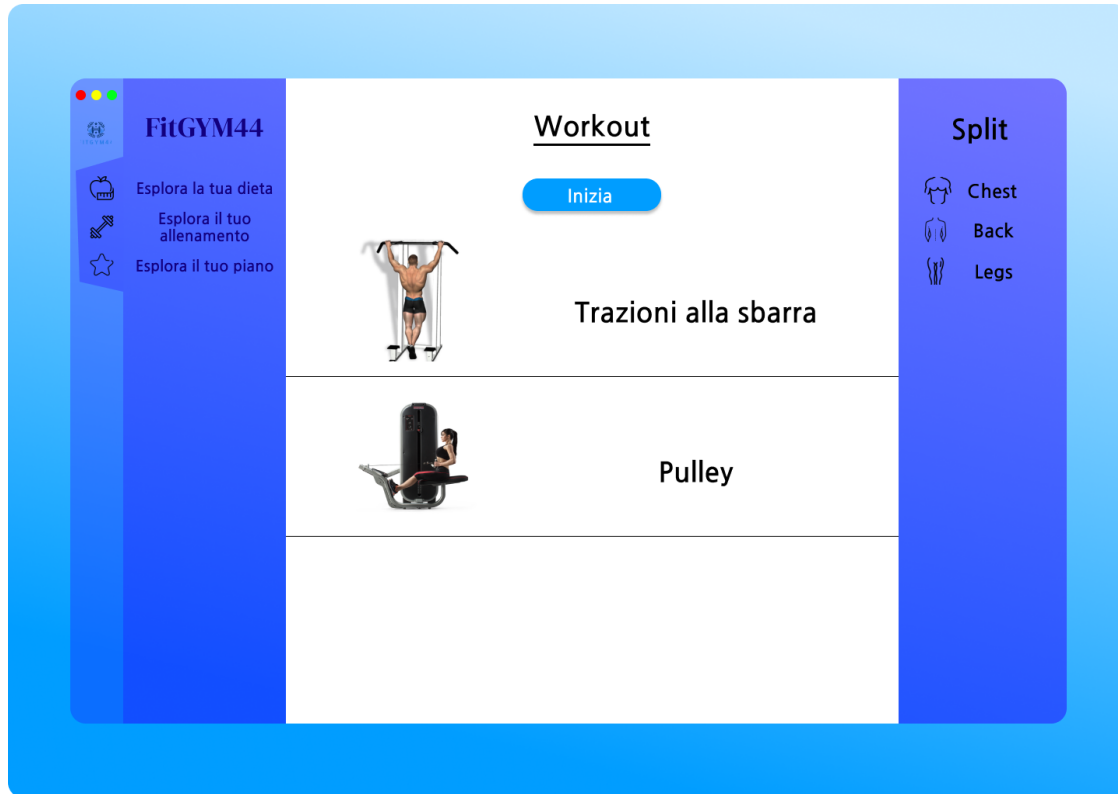 FitGYM44
Esplora la tua dieta
Esplora il tuo
allenamento
Esplora il tuo piano
Workout
Inizia
Trazioni alla sbarra
Pulley
Split
Chest
Back
Legs